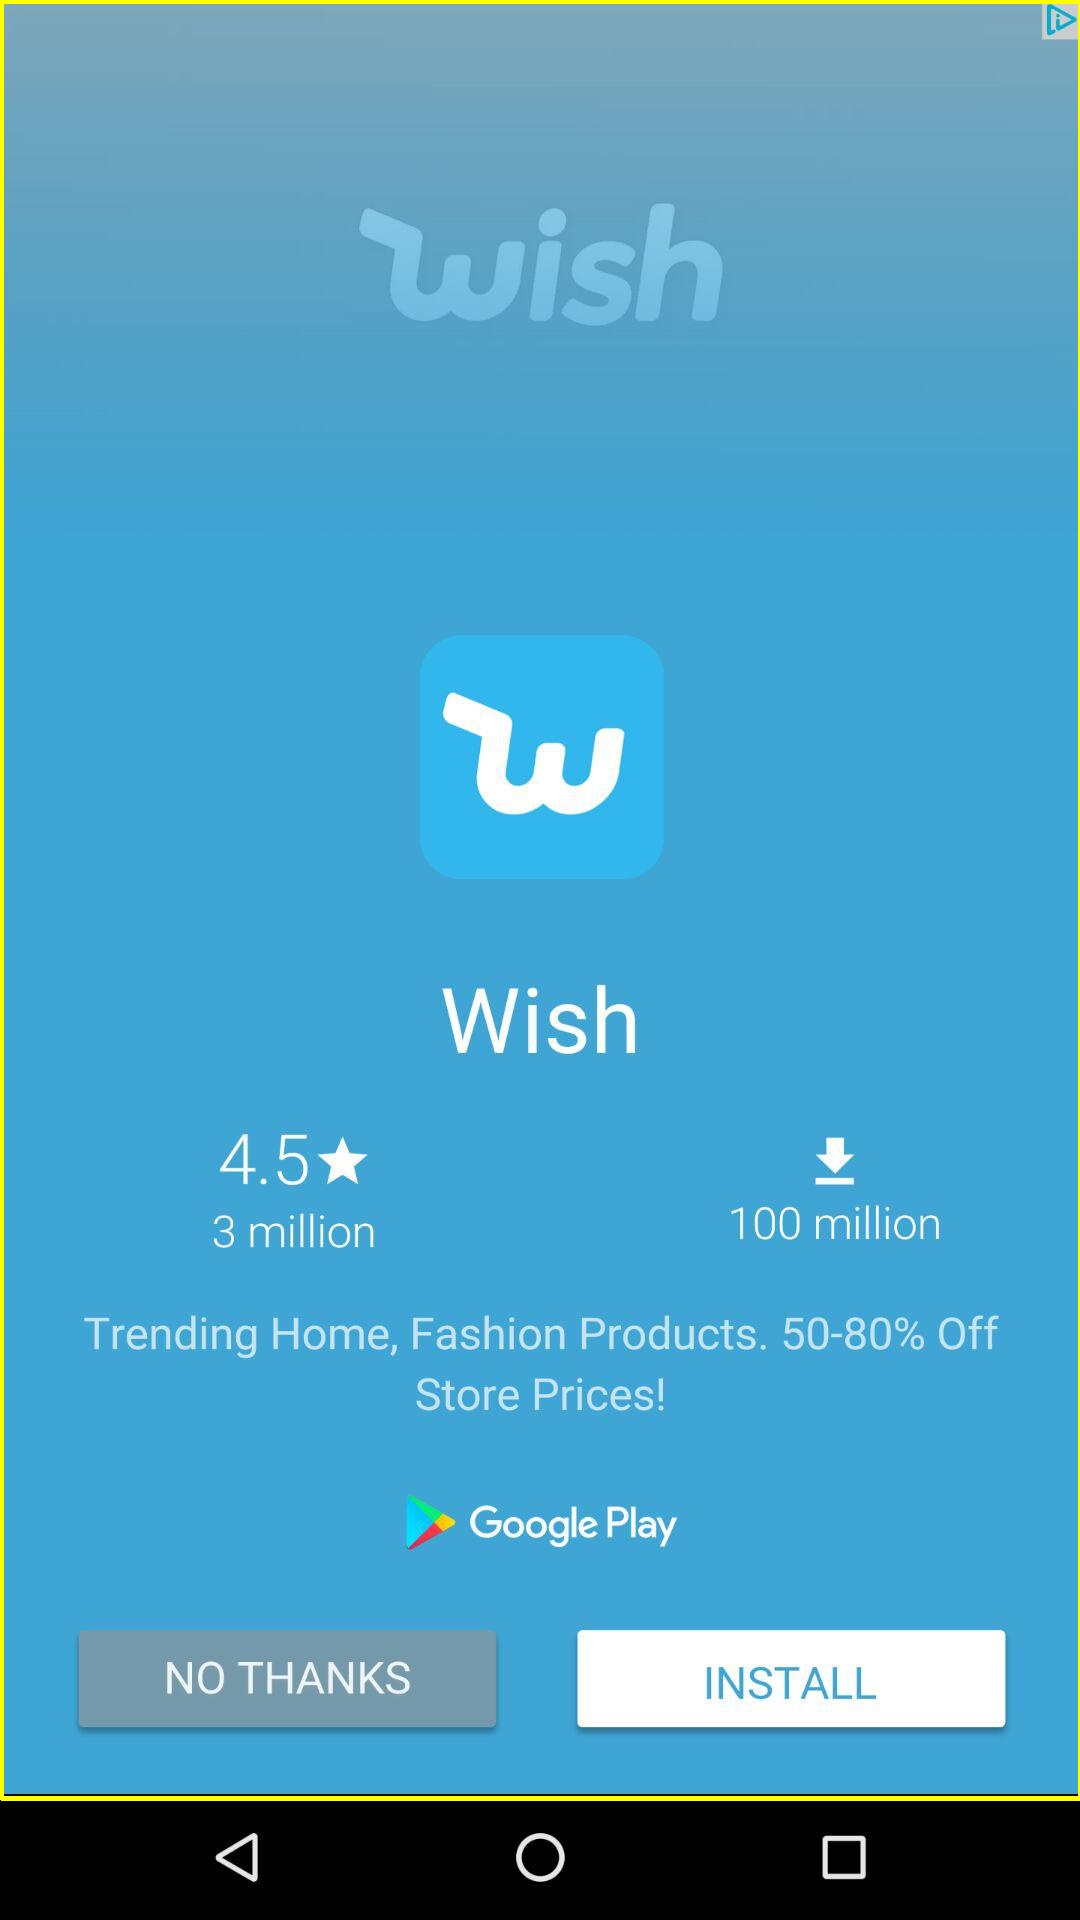 wish
w
Wish
4.5
3 million
100 million
Trending Home, Fashion Products. 50-80% Off
Store Prices!
Google Play
NO THANKS
INSTALL